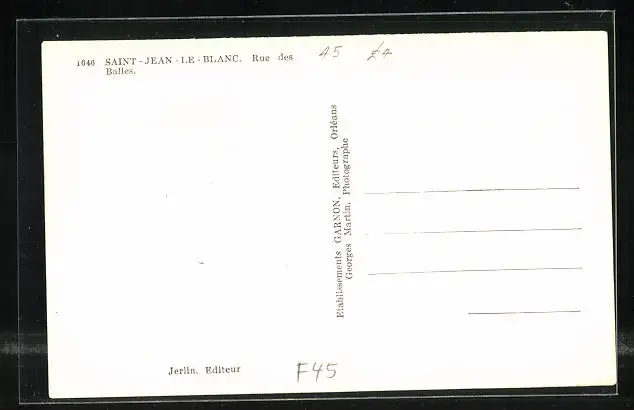 1646 SAINT-JEAN-LE-BLANC. Rue des
Balles.
45 £4
Etablissements GARNON, Editeurs, Orléans
Georges Martin, Photographe
Jerlin, Editeur
F45